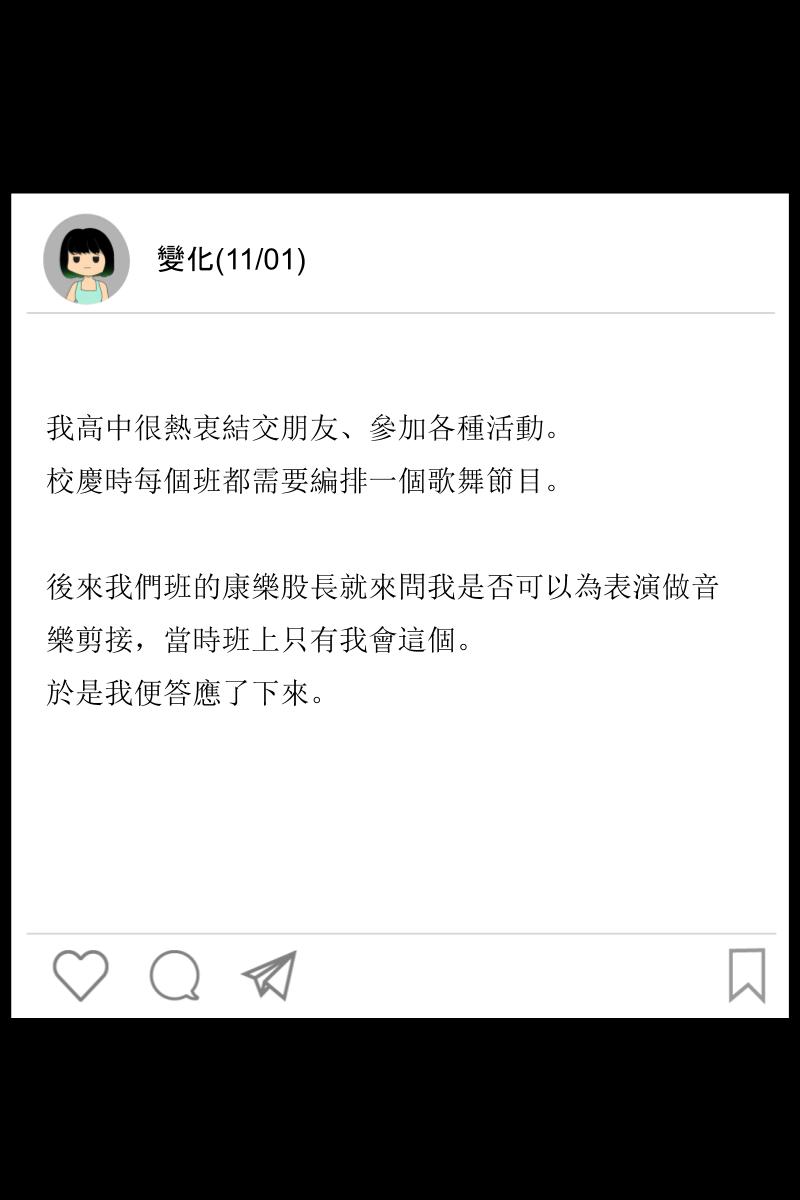 變化(11/01)
我高中很熱衷結交朋友、參加各種活動。
校慶時每個班都需要編排一個歌舞節目。
後來我們班的康樂股長就來問我是否可以為表演做音
樂剪接，當時班上只有我會這個。
於是我便答應了下來。